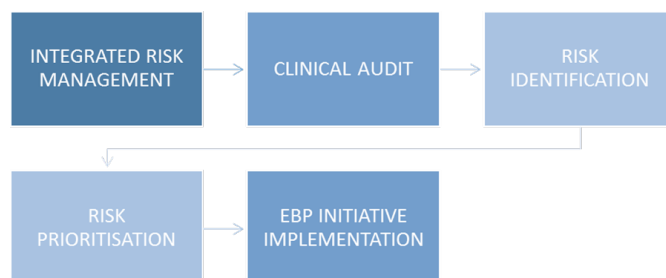 INTEGRATED RISK
MANAGEMENT
CLINICAL AUDIT
RISK
IDENTIFICATION
RISK
PRIORITISATION
EBP INITIATIVE
IMPLEMENTATION